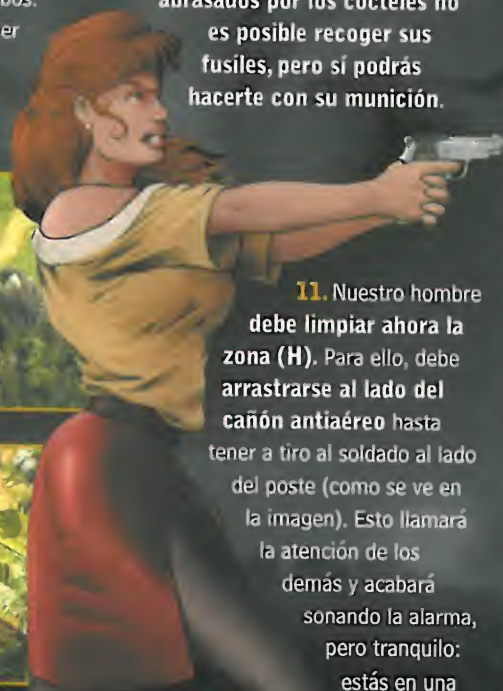 bos.
er
abrasados por los cócteles no
es posible recoger sus
fusiles, pero sí podrás
hacerte con su munición.
11. Nuestro hombre
debe limpiar ahora la
zona (H). Para ello, debe
arrastrarse al lado del
cañón antiaéreo hasta
tener a tiro al soldado al lado
del poste (como se ve en
la imagen). Esto llamará
la atención de los
demás y acabará
sonando la alarma,
pero tranquilo:
estás en una